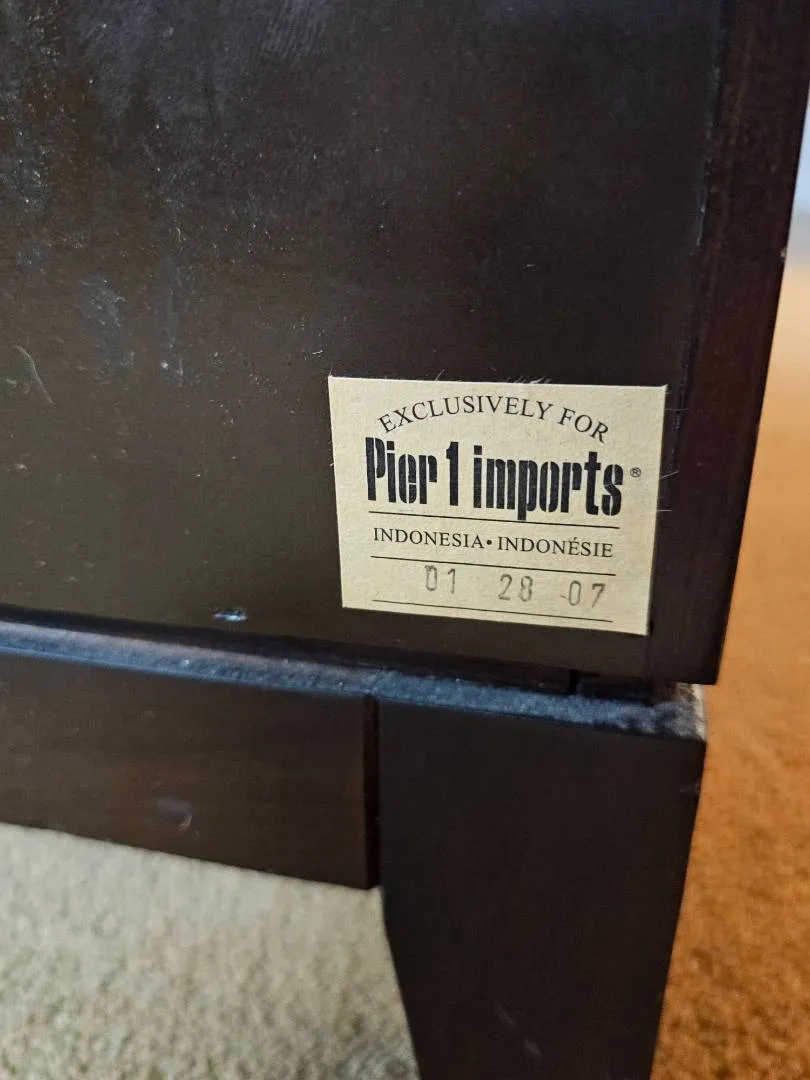 EXCLUSIVELY FOR
Pier 1 imports®
INDONESIA • INDONÉSIE
01 28 07